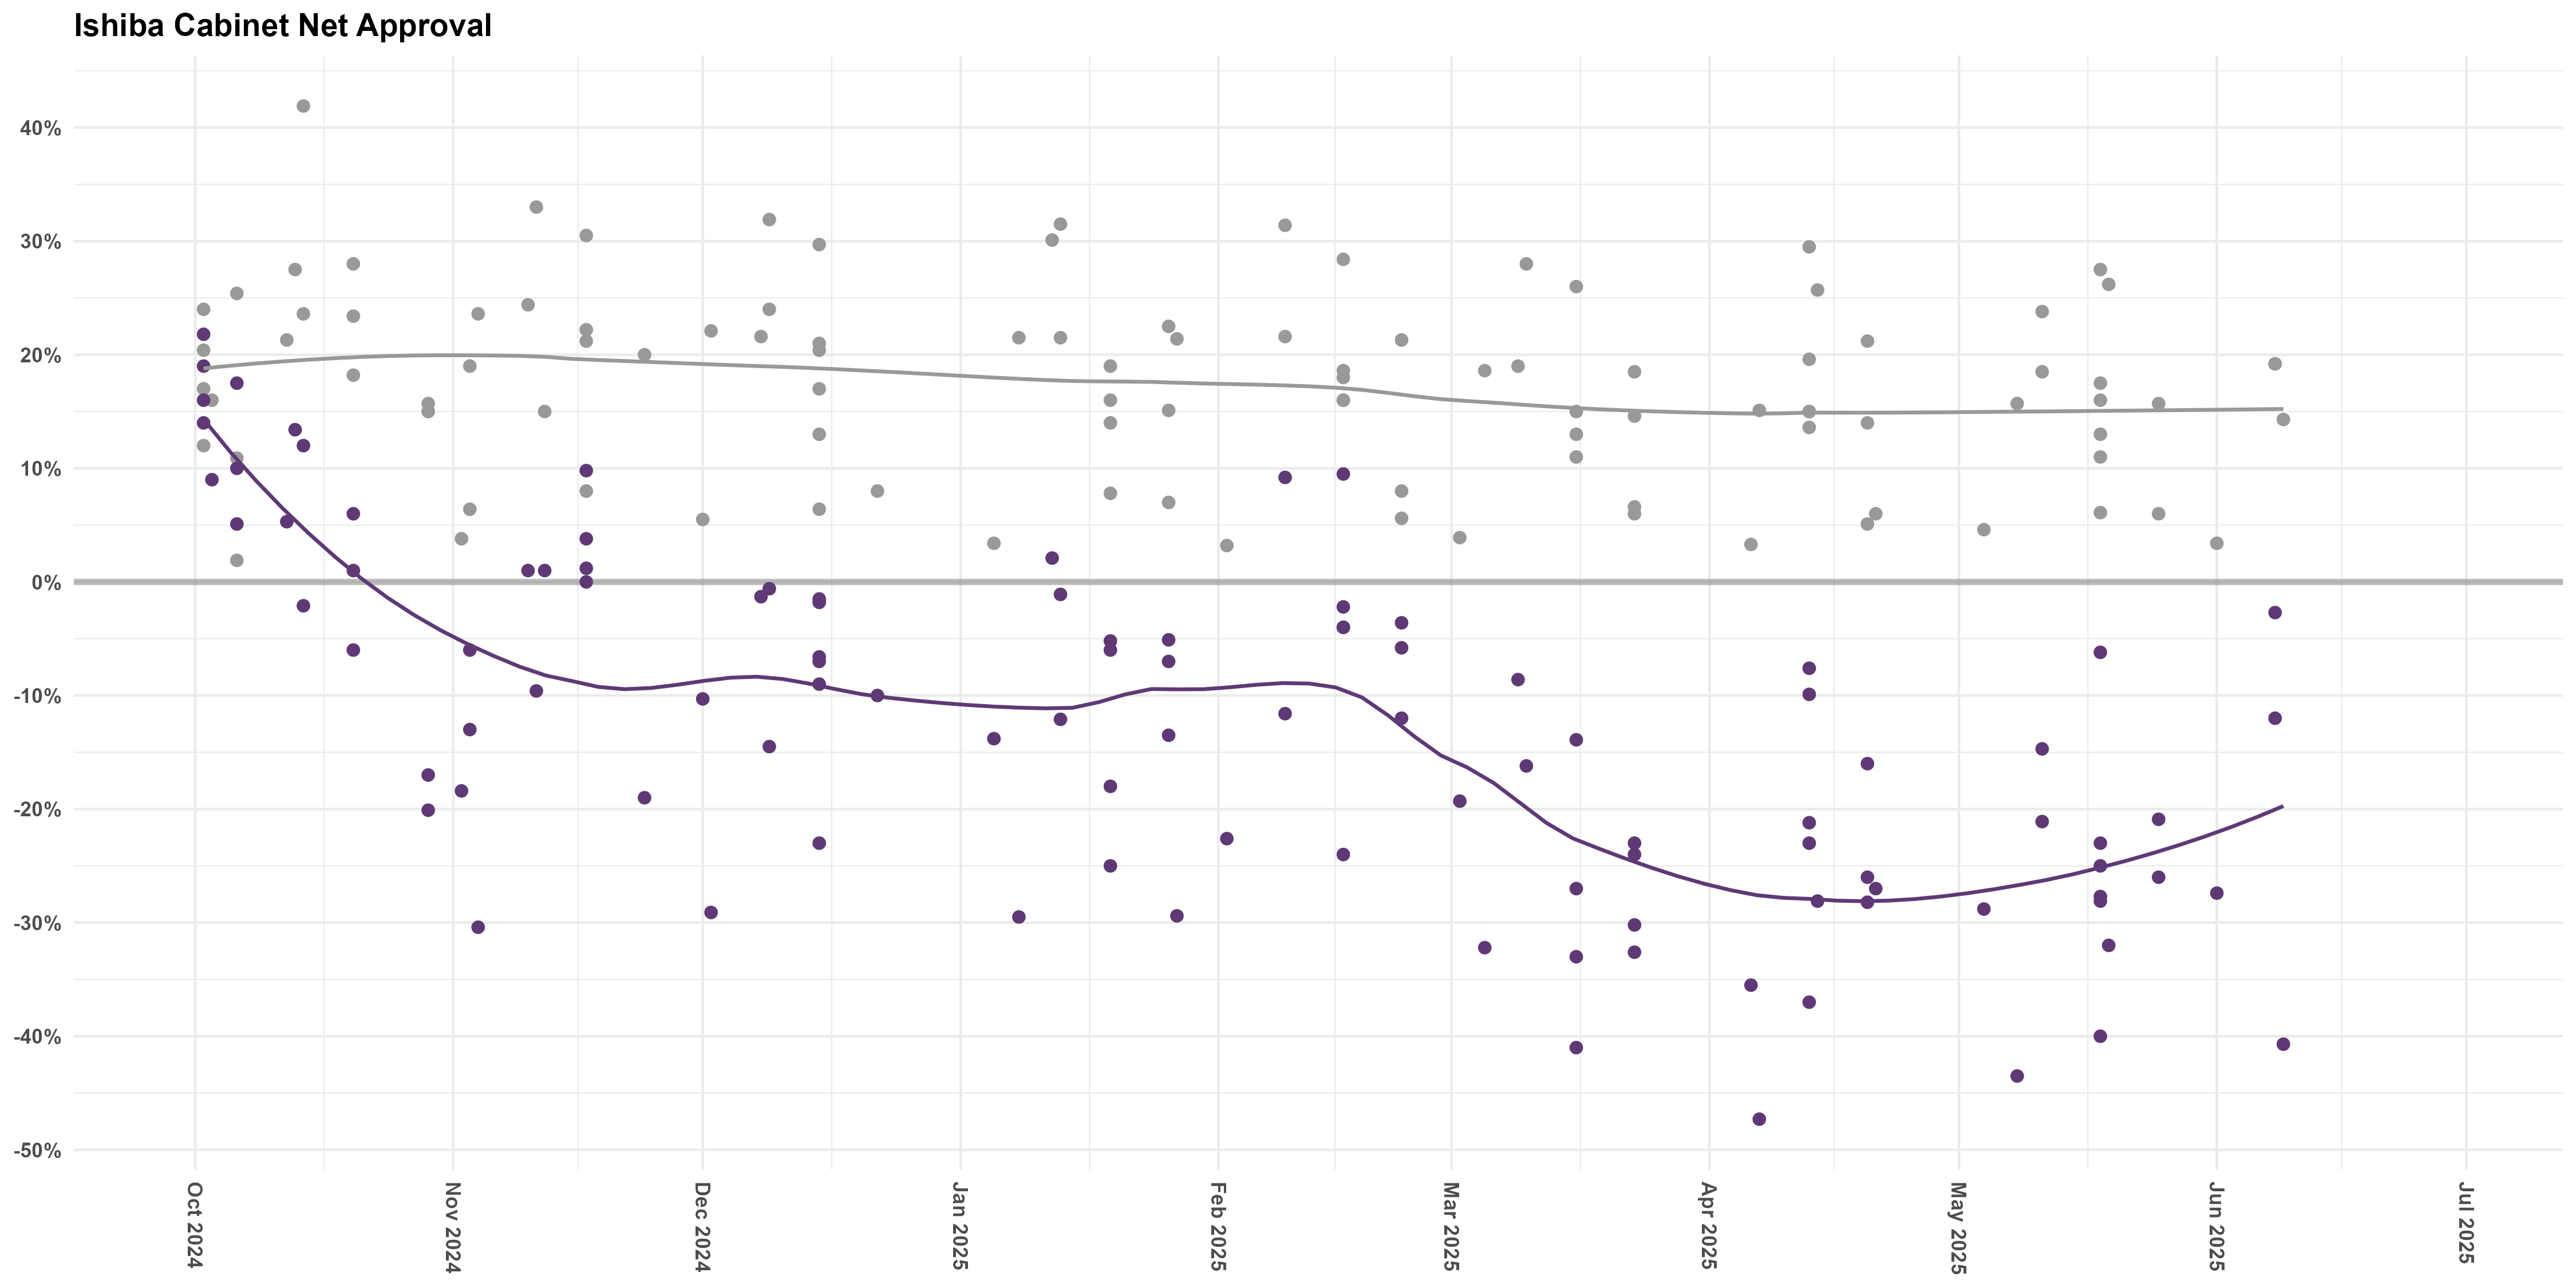 Ishiba Cabinet Net Approval
40%
30%
20%
10%
0%
-10%
-20%
-30%
-40%
-50%
Oct 2024
Nov 2024
Dec 2024
Jan 2025
Feb 2025
Mar 2025
Apr 2025
May 2025
Jun 2025
Jul 2025